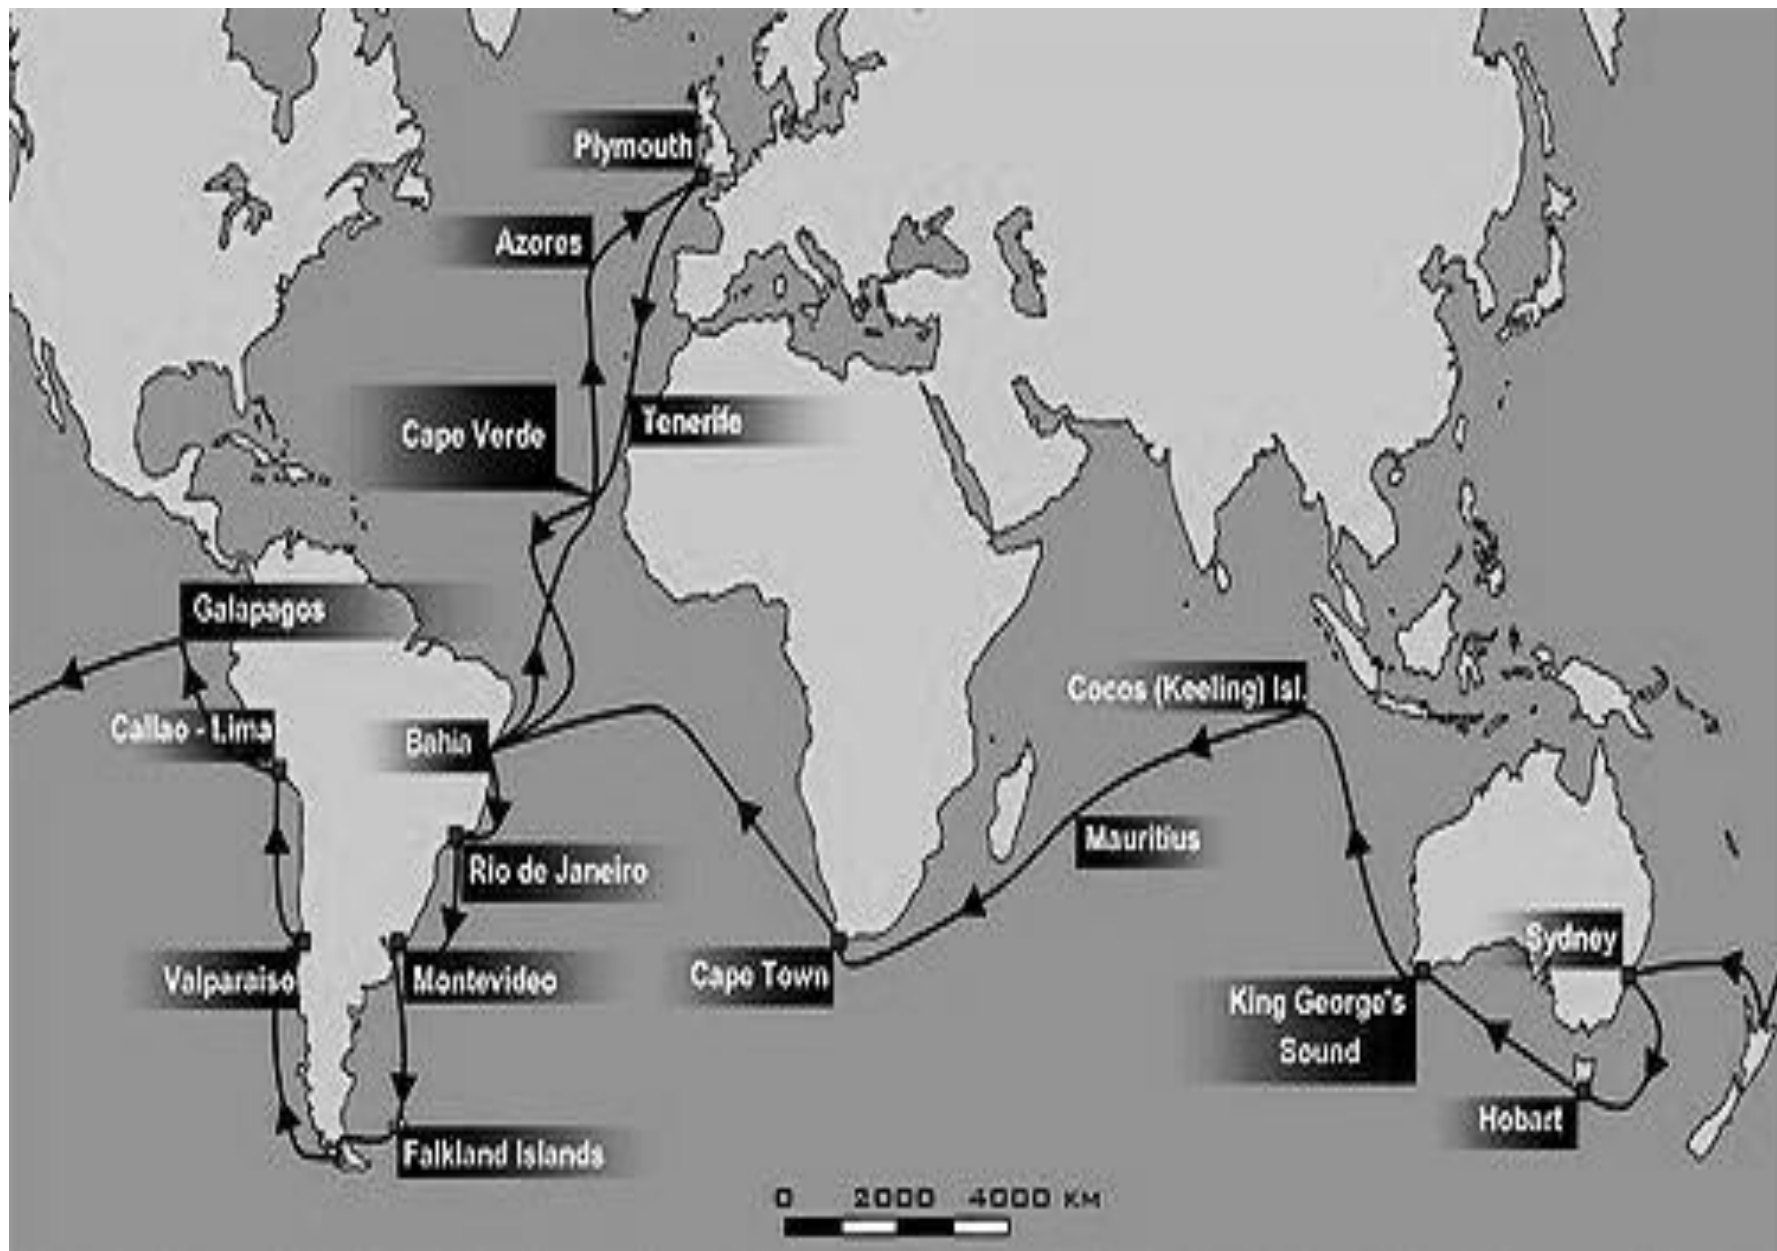 Plymouth
Azores
Cape Verde
Tenerife
Galapagos
Cocos (Keeling) Isl.
Callao - Lima
Bahia
Mauritius
Rio de Janeiro
Sydney
Valparaiso
Montevideo
Cape Town
King George's
Sound
Hobart
Falkland Islands
0 2000 4000 KM